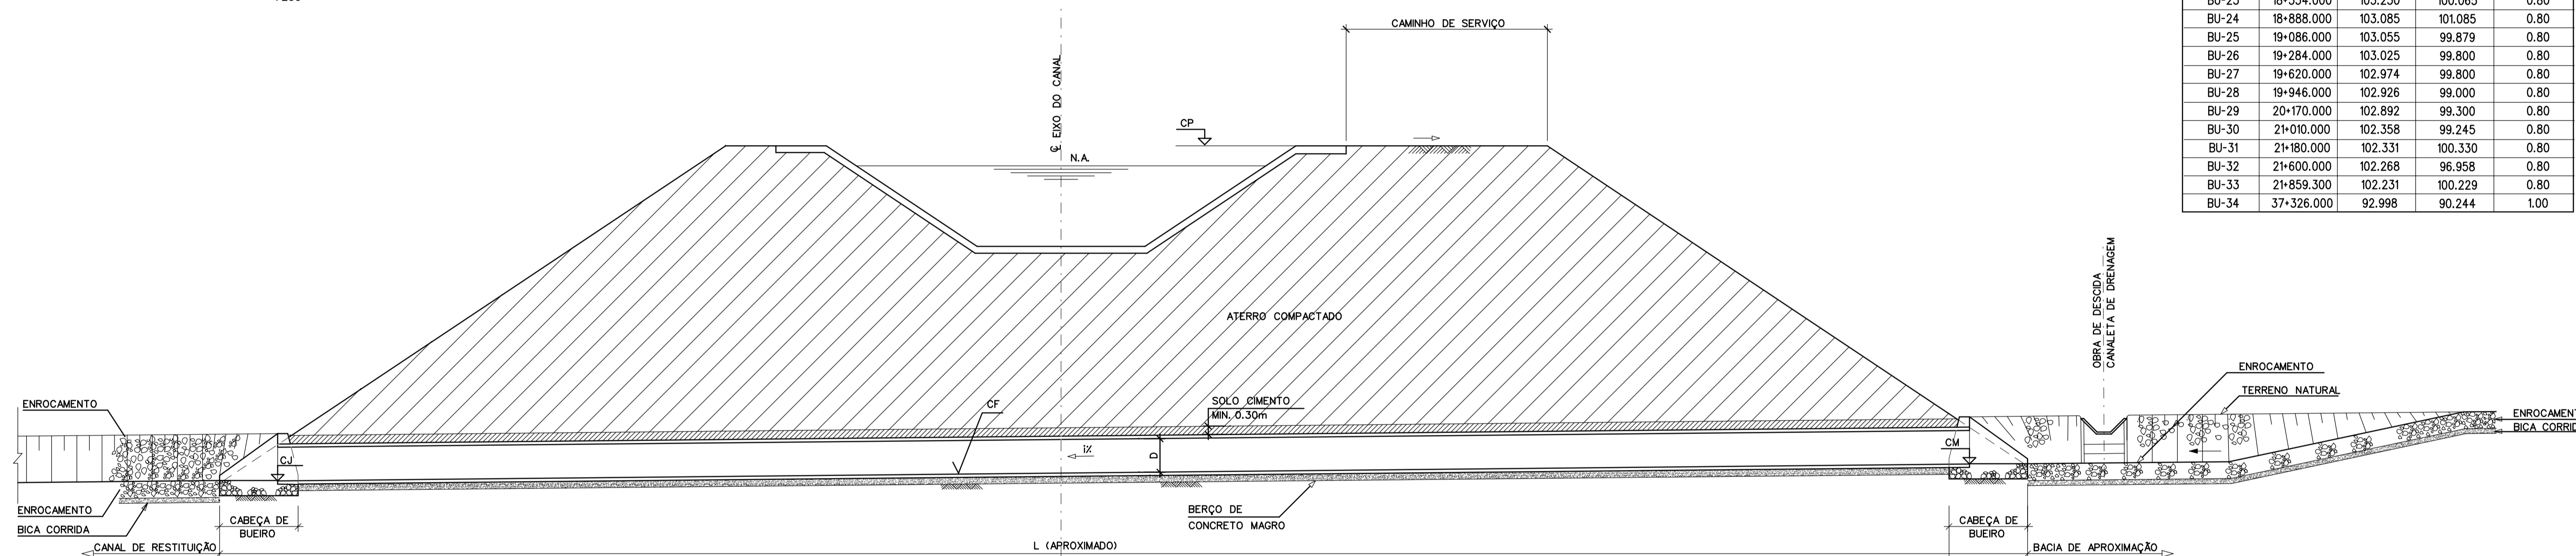 CAMINHO DE SERVIÇO
℄ EIXO DO CANAL
CP
N.A.
ATERRO COMPACTADO
OBRA DE DESCIDA
CANALETA DE DRENAGEM
ENROCAMENTO
TERRENO NATURAL
ENROCAMEN
BICA CORRID
ENROCAMENTO
CF
SOLO CIMENTO
MIN. 0.30m
CJ
i%
D
CM
ENROCAMENTO
BICA CORRIDA
CABEÇA DE
BUEIRO
BERÇO DE
CONCRETO MAGRO
CABEÇA DE
BUEIRO
CANAL DE RESTITUIÇÃO
L (APROXIMADO)
BACIA DE APROXIMAÇÃO
BU-24 18+888.000 103.085 101.085 0.80
BU-25 19+086.000 103.055 99.879 0.80
BU-26 19+284.000 103.025 99.800 0.80
BU-27 19+620.000 102.974 99.800 0.80
BU-28 19+946.000 102.926 99.000 0.80
BU-29 20+170.000 102.892 99.300 0.80
BU-30 21+010.000 102.358 99.245 0.80
BU-31 21+180.000 102.331 100.330 0.80
BU-32 21+600.000 102.268 96.958 0.80
BU-33 21+859.300 102.231 100.229 0.80
BU-34 37+326.000 92.998 90.244 1.00